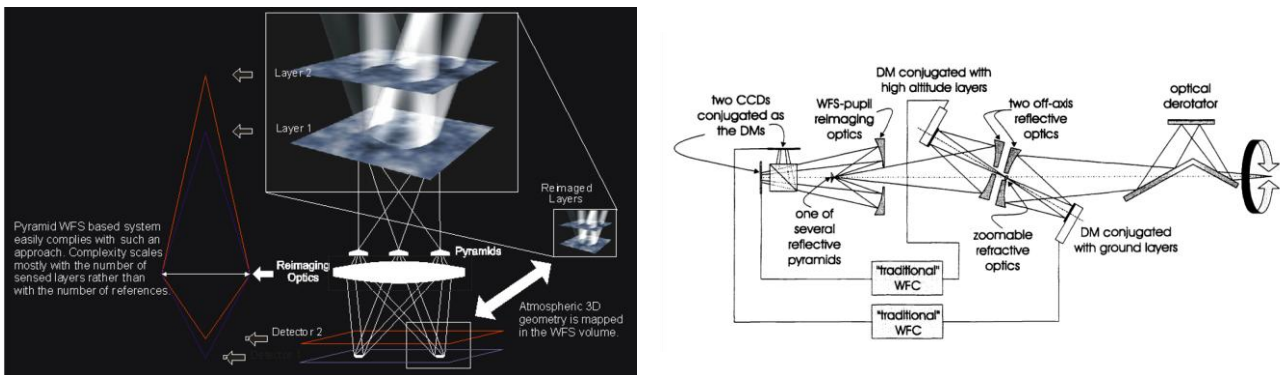 Layer 2
Layer 1
Reimaged
Layers
Pyramid WFS based system
easily complies with such an
approach. Complexity scales
mostly with the number of
sensed layers rather than
with the number of references.
Pyramids
Reimaging
Optics
Atmospheric 3D
geometry is mapped
in the WFS volume.
Detector 2
Detector
DM conjugated with
high altitude layers
two CCDs
conjugated as
the DMs
WFS-pupil
reimaging
optics
two off-axis
reflective
optics
optical
derotator
one of
several
reflective
pyramids
zoomable
refractive
optics
DM conjugated
with ground layers
"traditional"
WFC
"traditional"
WFC